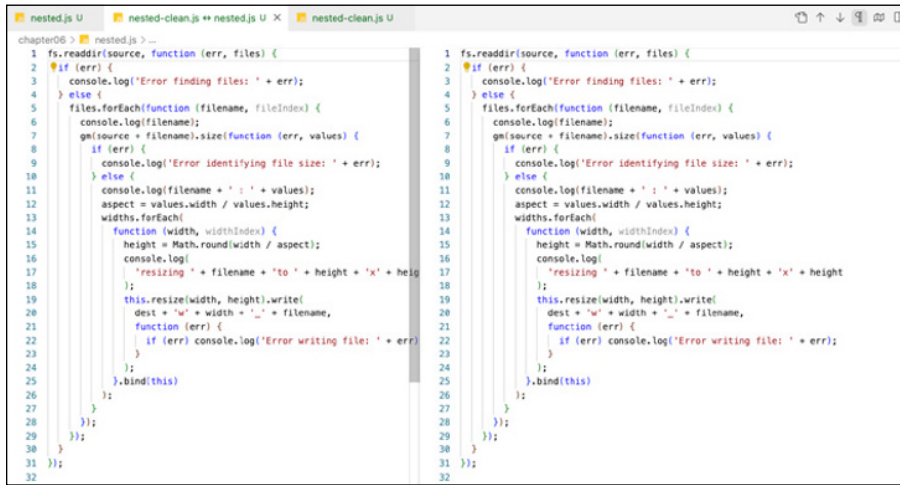 nested.js U
nested-clean.js ↔ nested.js U ×
nested-clean.js U
chapter06 > nested.js > ...
1 fs.readdir(source, function (err, files) {
2 if (err) {
3 console.log('Error finding files: ' + err);
4 } else {
5 files.forEach(function (filename, fileIndex) {
6 console.log(filename);
7 gm(source + filename).size(function (err, values) {
8 if (err) {
9 console.log('Error identifying file size: ' + err);
10 } else {
11 console.log(filename + ' : ' + values);
12 aspect = values.width / values.height;
13 widths.forEach(
14 function (width, widthIndex) {
15 height = Math.round(width / aspect);
16 console.log(
17 'resizing ' + filename + 'to ' + height + 'x' + heig
18 );
19 this.resize(width, height).write(
20 dest + 'w' + width + '_' + filename,
21 function (err) {
22 if (err) console.log('Error writing file: ' + err)
23 }
24 );
25 }.bind(this)
26 );
27 }
28 });
29 });
30 }
31 });
32
1 fs.readdir(source, function (err, files) {
2 if (err) {
3 console.log('Error finding files: ' + err);
4 } else {
5 files.forEach(function (filename, fileIndex) {
6 console.log(filename);
7 gm(source + filename).size(function (err, values) {
8 if (err) {
9 console.log('Error identifying file size: ' + err);
10 } else {
11 console.log(filename + ' : ' + values);
12 aspect = values.width / values.height;
13 widths.forEach(
14 function (width, widthIndex) {
15 height = Math.round(width / aspect);
16 console.log(
17 'resizing ' + filename + 'to ' + height + 'x' + height
18 );
19 this.resize(width, height).write(
20 dest + 'w' + width + '_' + filename,
21 function (err) {
22 if (err) console.log('Error writing file: ' + err);
23 }
24 );
25 }.bind(this)
26 );
27 }
28 });
29 });
30 }
31 });
32